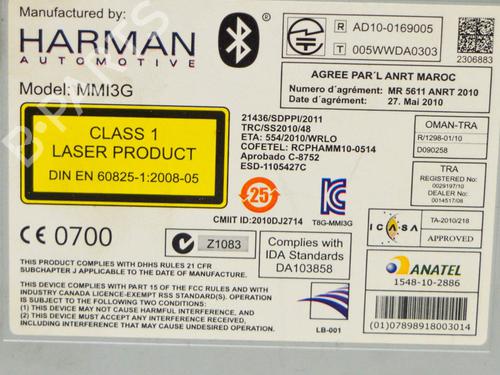 Manufactured by:
HARMAN
AUTOMOTIVE
Model: MMI3G
CLASS 1
LASER PRODUCT
DIN EN 60825-1:2008-05
CE 0700
R AD10-0169005
T 005WWDA0303
2306883
AGREE PAR´L ANRT MAROC
Numero d´agrément: MR 5611 ANRT 2010
Date d´agrément: 27. Mai 2010
21436/SDPPI/2011
TRC/SS2010/48
ETA: 554/2010/WRLO
COFETEL: RCPHAMM10-0514
Aprobado C-8752
ESD-1105427C
OMAN-TRA
R/1298-01/10
D090258
TRA
REGISTERED No:
0029197/10
DEALER No:
0014517/08
25
CMIIT ID:2010DJ2714
T8G-MMI3G
ICASA
TA-2010/218
APPROVED
N
Z1083
Complies with
IDA Standards
DA103858
ANATEL
1548-10-2886
(01)07898918003014
THIS PRODUCT COMPLIES WITH DHHS RULES 21 CFR
SUBCHAPTER J APPLICABLE TO THE DATE OF MANUFACTURE.
THIS DEVICE COMPLIES WITH PART 15 OF THE FCC RULES AND WITH
INDUSTRY CANADA LICENCE-EXEMPT RSS STANDARD(S). OPERATION
IS SUBJECT TO THE FOLLOWING TWO CONDITIONS:
(1) THIS DEVICE MAY NOT CAUSE HARMFUL INTERFERENCE, AND
(2) THIS DEVICE MUST ACCEPT ANY INTERFERENCE RECEIVED, INCLUDING
INTERFERENCE THAT MAY CAUSE UNDESIRED OPERATION.
LB-001
B-PARTS